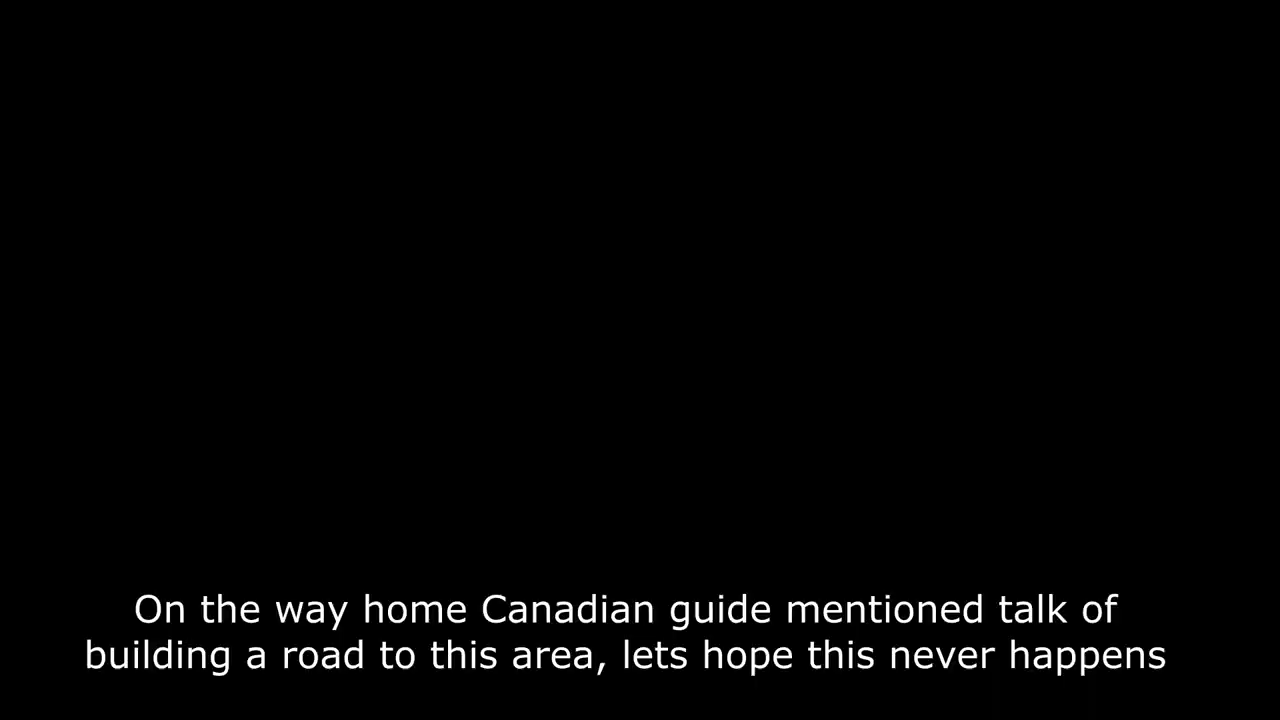 On the way home Canadian guide mentioned talk of
building a road to this area, lets hope this never happens